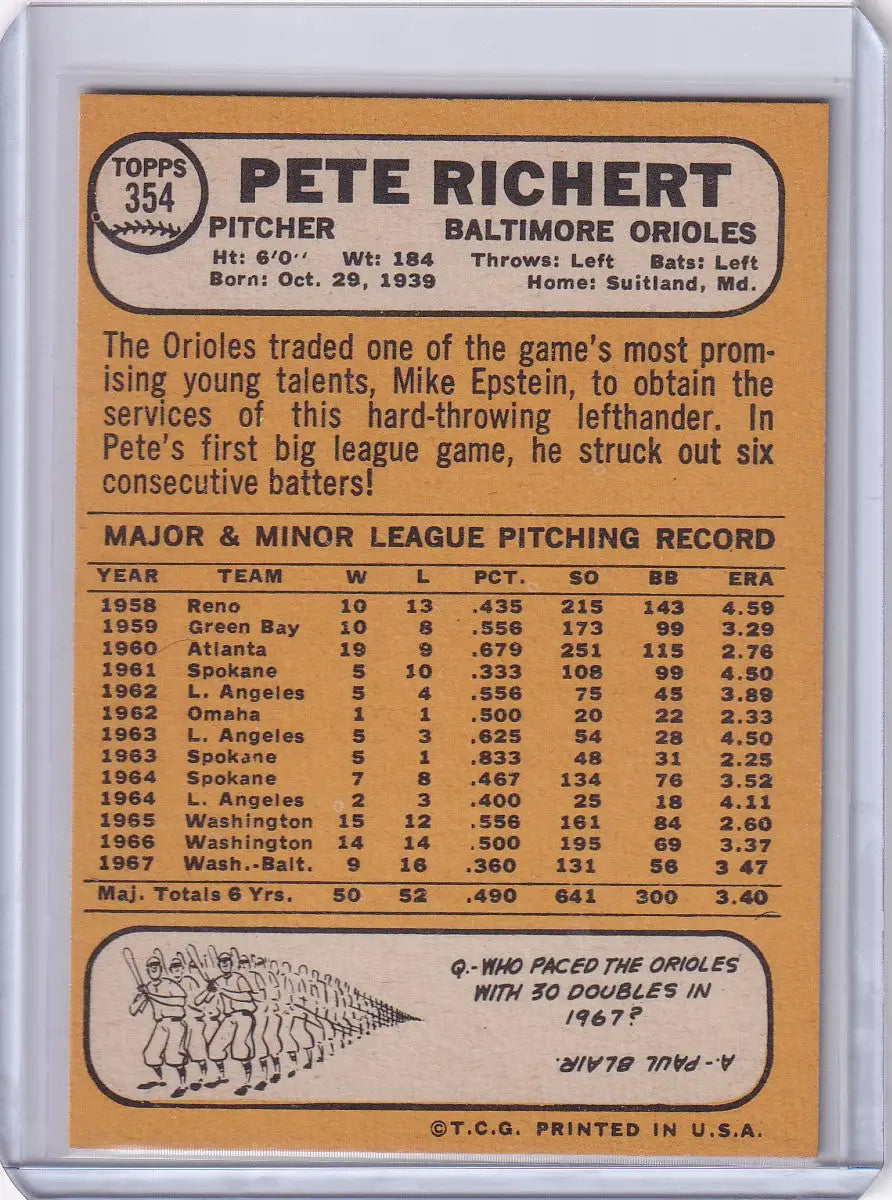 TOPPS
354
PETE RICHERT
PITCHER BALTIMORE ORIOLES
Ht: 6'0" Wt: 184 Throws: Left Bats: Left
Born: Oct. 29, 1939 Home: Suitland, Md.
The Orioles traded one of the game's most prom-
ising young talents, Mike Epstein, to obtain the
services of this hard-throwing lefthander. In
Pete's first big league game, he struck out six
consecutive batters!
MAJOR & MINOR LEAGUE PITCHING RECORD
YEAR TEAM W L PCT. SO BB ERA
1958 Reno 10 13 .435 215 143 4.59
1959 Green Bay 10 8 .556 173 99 3.29
1960 Atlanta 19 9 .679 251 115 2.76
1961 Spokane 5 10 .333 108 99 4.50
1962 L. Angeles 5 4 .556 75 45 3.89
1962 Omaha 1 1 .500 20 22 2.33
1963 L. Angeles 5 3 .625 54 28 4.50
1963 Spokane 5 1 .833 48 31 2.25
1964 Spokane 7 8 .467 134 76 3.52
1964 L. Angeles 2 3 .400 25 18 4.11
1965 Washington 15 12 .556 161 84 2.60
1966 Washington 14 14 .500 195 69 3.37
1967 Wash.-Balt. 9 16 .360 131 56 3 47
Maj. Totals 6 Yrs. 50 52 .490 641 300 3.40
Q.-WHO PACED THE ORIOLES
WITH 30 DOUBLES IN
1967?
A.-PAUL BLAIR.
©T.C.G. PRINTED IN U.S.A.